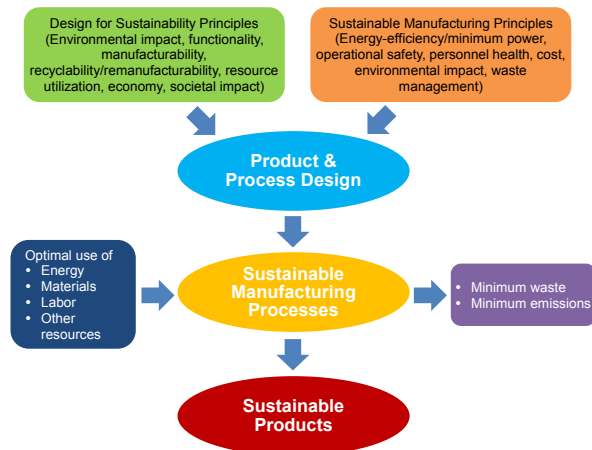 Design for Sustainability Principles
(Environmental impact, functionality,
manufacturability,
recyclability/remanufacturability, resource
utilization, economy, societal impact)
Sustainable Manufacturing Principles
(Energy-efficiency/minimum power,
operational safety, personnel health, cost,
environmental impact, waste
management)
Product &
Process Design
Optimal use of
• Energy
• Materials
• Labor
• Other
resources
Sustainable
Manufacturing
Processes
• Minimum waste
• Minimum emissions
Sustainable
Products